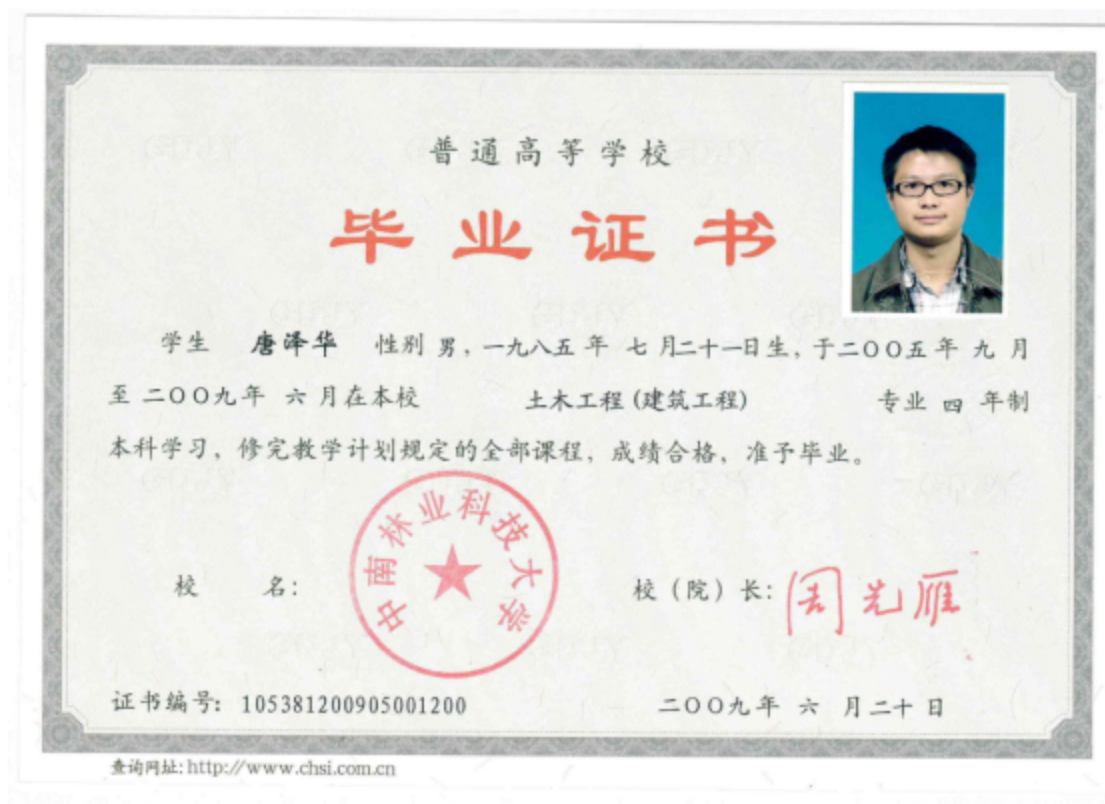 普通高等学校
毕业证书
学生 唐泽华 性别 男，一九八五 年 七 月二十一日生，于二〇〇五年 九 月
至 二〇〇九年 六 月在本校 土木工程(建筑工程) 专业 四 年制
本科学习，修完教学计划规定的全部课程，成绩合格，准予毕业。
中南林业科技大学
校 名： 校（院）长：周先雁
证书编号：105381200905001200 二〇〇九年 六 月二十日
查询网址:http://www.chsi.com.cn